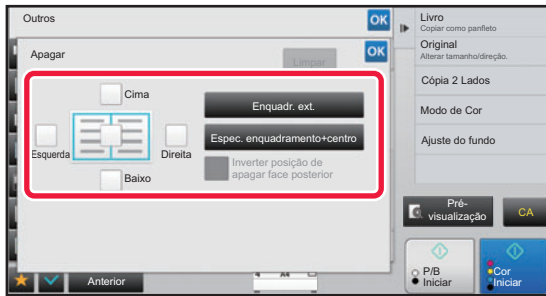 Outros
OK
Apagar
Limpar
OK
Cima
Esquerda
Direita
Baixo
Enquadr. ext.
Espec. enquadramento+centro
Inverter posição de
apagar face posterior
Anterior
A4
Livro
Copiar como panfleto
Original
Alterar tamanho/direção.
Cópia 2 Lados
Modo de Cor
Ajuste do fundo
Pré-
visualização
CA
P/B
Iniciar
Cor
Iniciar